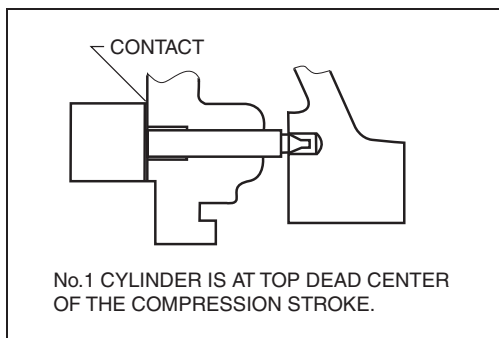 CONTACT
No.1 CYLINDER IS AT TOP DEAD CENTER
OF THE COMPRESSION STROKE.